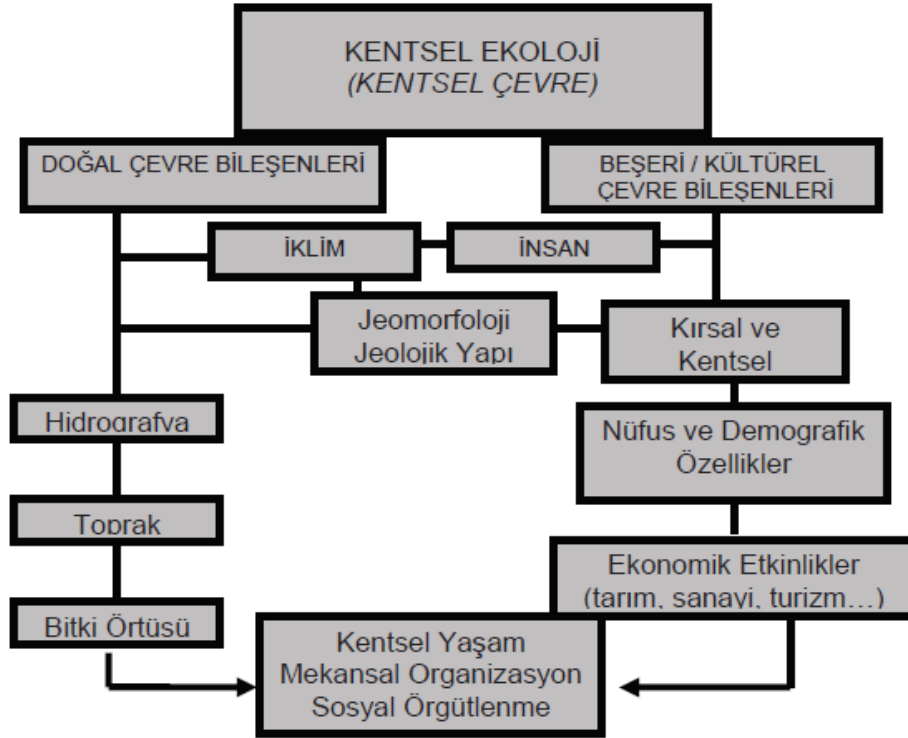 KENTSEL EKOLOJİ
(KENTSEL ÇEVRE)
DOĞAL ÇEVRE BİLEŞENLERİ
BEŞERİ / KÜLTÜREL
ÇEVRE BİLEŞENLERİ
İKLİM
İNSAN
Jeomorfoloji
Jeolojik Yapı
Kırsal ve
Kentsel
Hidrografya
Nüfus ve Demografik
Özellikler
Toprak
Ekonomik Etkinlikler
(tarım, sanayi, turizm…)
Bitki Örtüsü
Kentsel Yaşam
Mekansal Organizasyon
Sosyal Örgütlenme